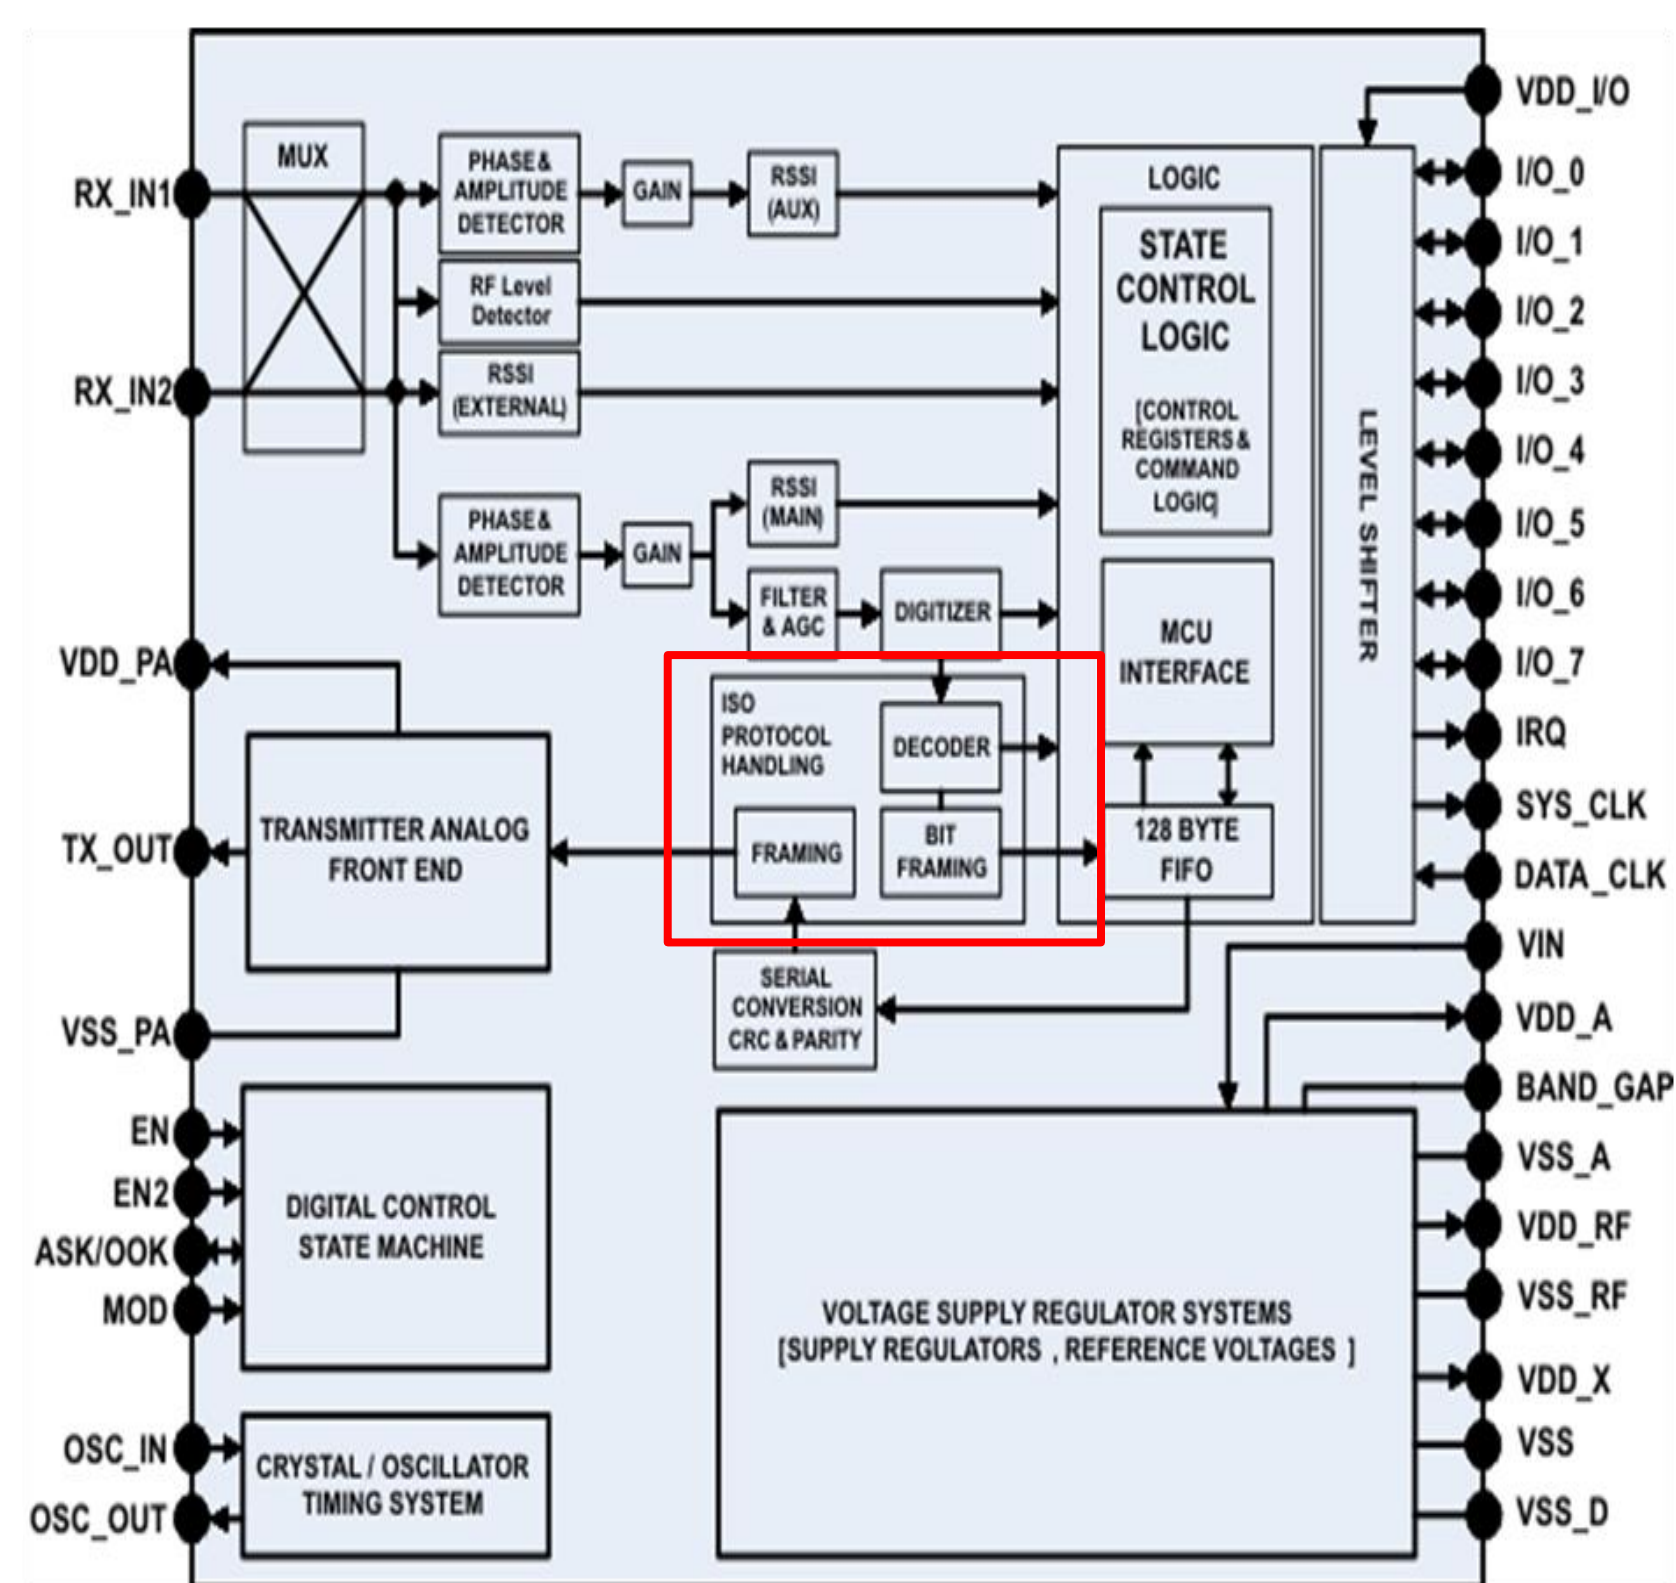 MUX
PHASE &
AMPLITUDE
DETECTOR
GAIN
RSSI
(AUX)
RF Level
Detector
RSSI
(EXTERNAL)
PHASE &
AMPLITUDE
DETECTOR
GAIN
RSSI
(MAIN)
FILTER
& AGC
DIGITIZER
ISO
PROTOCOL
HANDLING
DECODER
FRAMING
BIT
FRAMING
SERIAL
CONVERSION
CRC & PARITY
LOGIC
STATE
CONTROL
LOGIC
[CONTROL
REGISTERS &
COMMAND
LOGIC]
MCU
INTERFACE
128 BYTE
FIFO
LEVEL SHIFTER
TRANSMITTER ANALOG
FRONT END
DIGITAL CONTROL
STATE MACHINE
CRYSTAL / OSCILLATOR
TIMING SYSTEM
VOLTAGE SUPPLY REGULATOR SYSTEMS
[SUPPLY REGULATORS , REFERENCE VOLTAGES ]
RX_IN1
RX_IN2
VDD_PA
TX_OUT
VSS_PA
EN
EN2
ASK/OOK
MOD
OSC_IN
OSC_OUT
VDD_I/O
I/O_0
I/O_1
I/O_2
I/O_3
I/O_4
I/O_5
I/O_6
I/O_7
IRQ
SYS_CLK
DATA_CLK
VIN
VDD_A
BAND_GAP
VSS_A
VDD_RF
VSS_RF
VDD_X
VSS
VSS_D